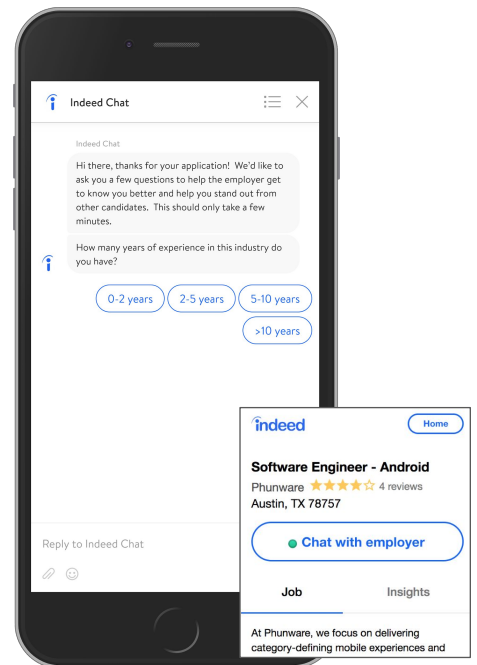 Indeed Chat
Indeed Chat
Hi there, thanks for your application! We'd like to
ask you a few questions to help the employer get
to know you better and help you stand out from
other candidates. This should only take a few
minutes.
How many years of experience in this industry do
you have?
0-2 years
2-5 years
5-10 years
>10 years
Reply to Indeed Chat
indeed
Home
Software Engineer - Android
Phunware 4 reviews
Austin, TX 78757
Chat with employer
Job
Insights
At Phunware, we focus on delivering
category-defining mobile experiences and